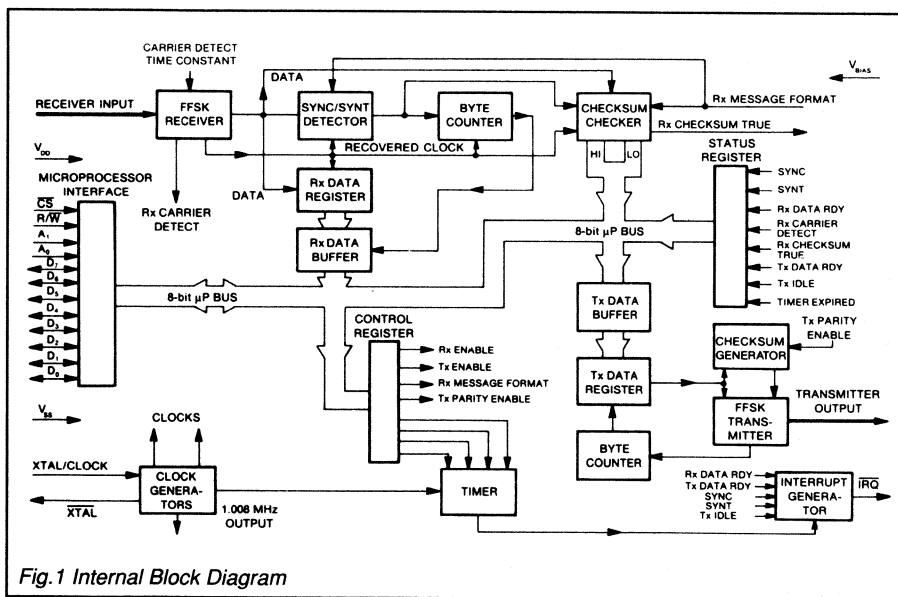 CARRIER DETECT
TIME CONSTANT
DATA
V_BIAS
RECEIVER INPUT
FFSK
RECEIVER
SYNC/SYNT
DETECTOR
BYTE
COUNTER
CHECKSUM
CHECKER
Rx MESSAGE FORMAT
Rx CHECKSUM TRUE
V_DD
RECOVERED CLOCK
HI
LO
STATUS
REGISTER
MICROPROCESSOR
INTERFACE
DATA
Rx DATA
REGISTER
Rx CARRIER
DETECT
Rx DATA
BUFFER
8-bit µP BUS
SYNC
SYNT
Rx DATA RDY
Rx CARRIER
DETECT
Rx CHECKSUM
TRUE
Tx DATA RDY
Tx IDLE
TIMER EXPIRED
CS
R/W
A1
A0
D7
D6
D5
D4
D3
D2
D1
D0
8-bit µP BUS
Tx DATA
BUFFER
CONTROL
REGISTER
Rx ENABLE
Tx ENABLE
Rx MESSAGE FORMAT
Tx PARITY ENABLE
Tx DATA
REGISTER
Tx PARITY
ENABLE
CHECKSUM
GENERATOR
TRANSMITTER
OUTPUT
FFSK
TRANS-
MITTER
BYTE
COUNTER
V_SS
CLOCKS
XTAL/CLOCK
XTAL
CLOCK
GENERA-
TORS
1.008 MHz
OUTPUT
TIMER
Rx DATA RDY
Tx DATA RDY
SYNC
SYNT
Tx IDLE
INTERRUPT
GENERA-
TOR
IRQ
Fig.1 Internal Block Diagram